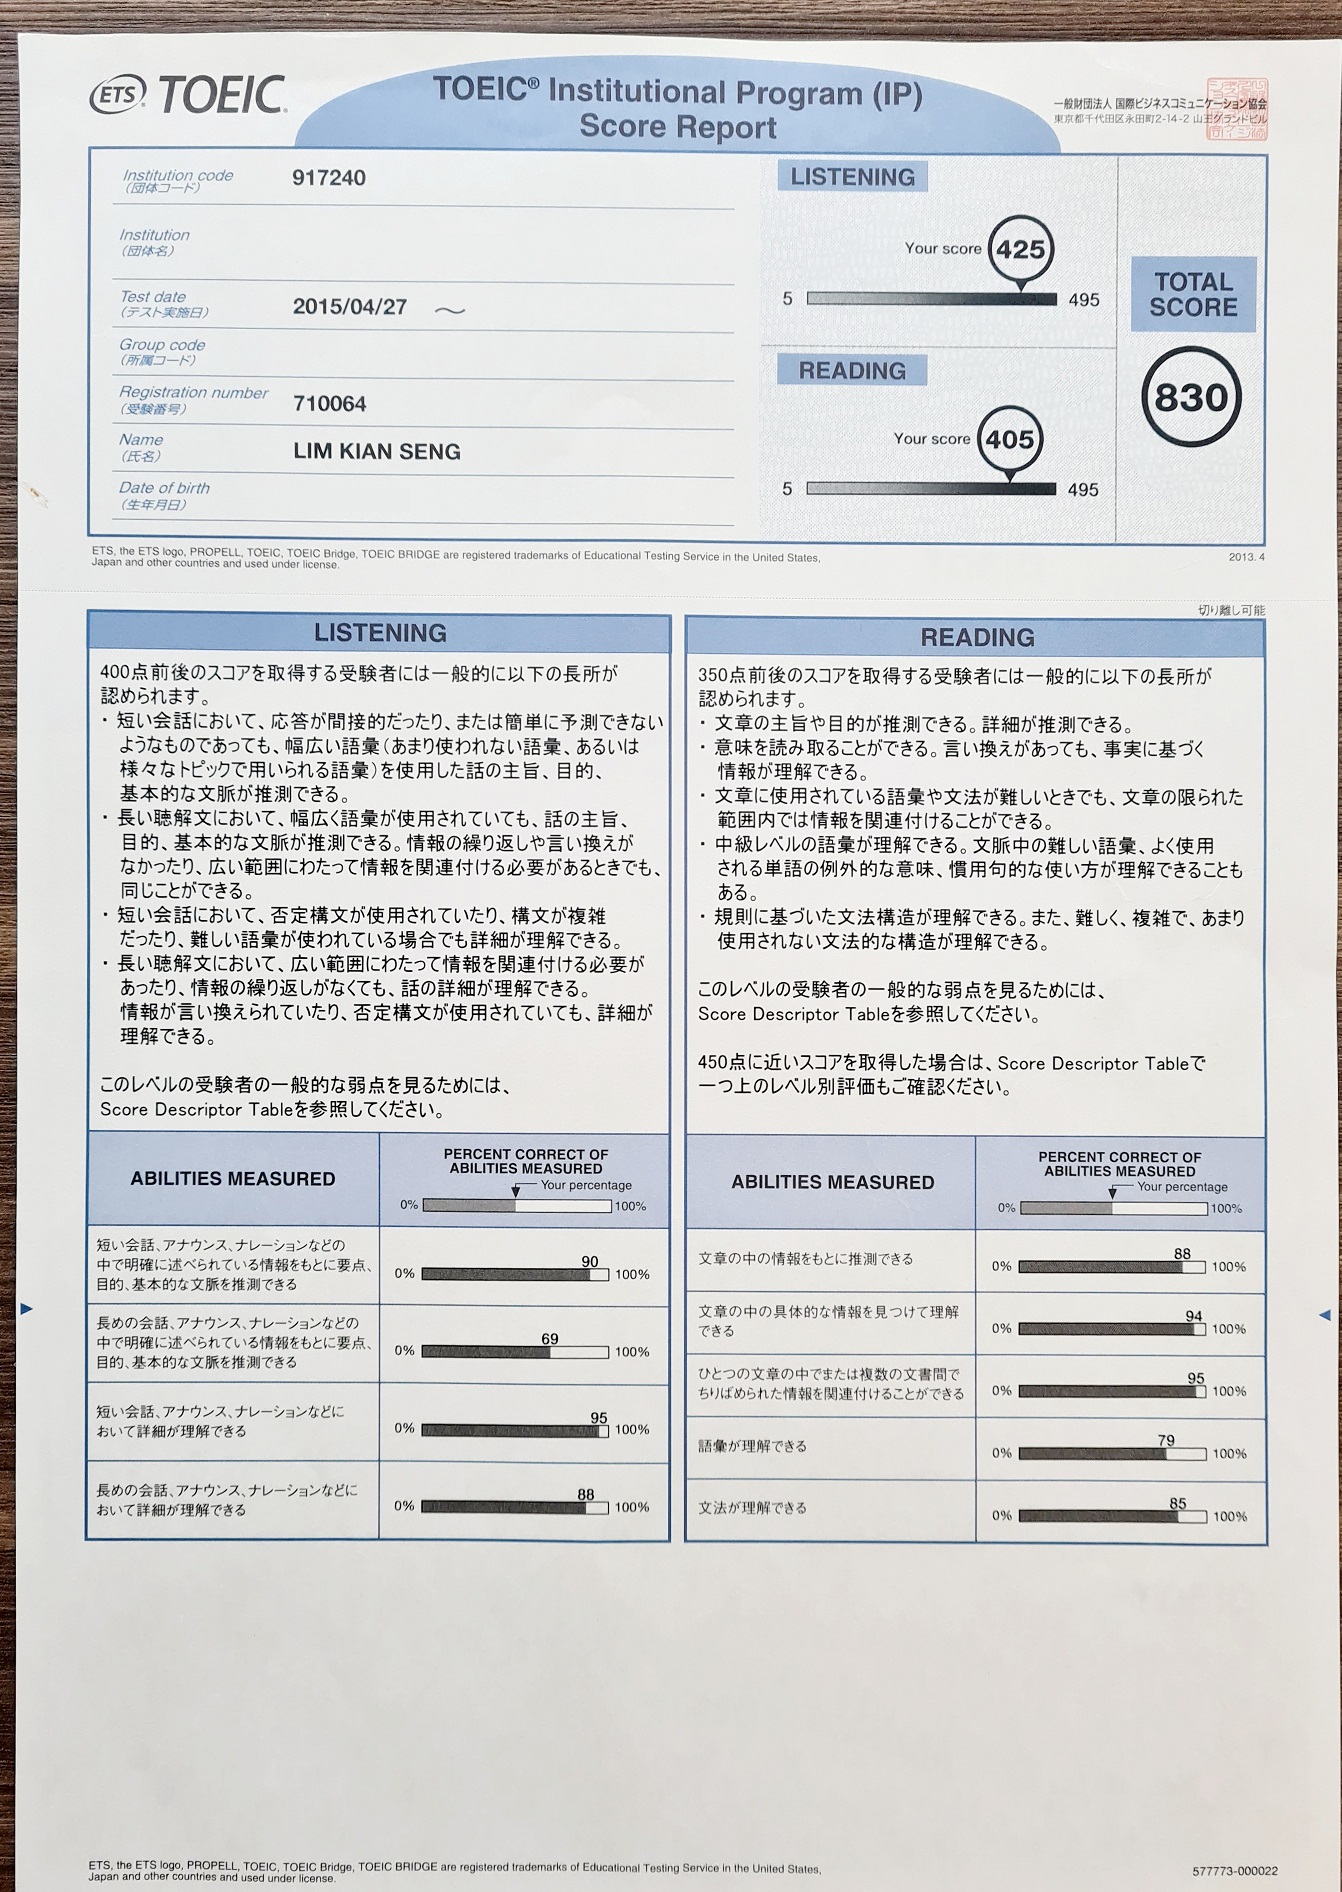 ETS TOEIC
TOEIC® Institutional Program (IP)
Score Report
一般財団法人 国際ビジネスコミュニケーション協会
東京都千代田区永田町2-14-2 山王グランドビル
Institution code
(団体コード)
917240
Institution
(団体名)
Test date
(テスト実施日)
2015/04/27 ～
Group code
(所属コード)
Registration number
(受験番号)
710064
Name
(氏名)
LIM KIAN SENG
Date of birth
(生年月日)
LISTENING
Your score 425
5 495
READING
Your score 405
5 495
TOTAL
SCORE
830
ETS, the ETS logo, PROPELL, TOEIC, TOEIC Bridge, TOEIC BRIDGE are registered trademarks of Educational Testing Service in the United States,
Japan and other countries and used under license.
2013.4
切り離し可能
LISTENING
400点前後のスコアを取得する受験者には一般的に以下の長所が
認められます。
・短い会話において、応答が間接的だったり、または簡単に予測できない
ようなものであっても、幅広い語彙(あまり使われない語彙、あるいは
様々なトピックで用いられる語彙)を使用した話の主旨、目的、
基本的な文脈が推測できる。
・長い聴解文において、幅広く語彙が使用されていても、話の主旨、
目的、基本的な文脈が推測できる。情報の繰り返しや言い換えが
なかったり、広い範囲にわたって情報を関連付ける必要があるときでも、
同じことができる。
・短い会話において、否定構文が使用されていたり、構文が複雑
だったり、難しい語彙が使われている場合でも詳細が理解できる。
・長い聴解文において、広い範囲にわたって情報を関連付ける必要が
あったり、情報の繰り返しがなくても、話の詳細が理解できる。
情報が言い換えられていたり、否定構文が使用されていても、詳細が
理解できる。
このレベルの受験者の一般的な弱点を見るためには、
Score Descriptor Tableを参照してください。
ABILITIES MEASURED
PERCENT CORRECT OF
ABILITIES MEASURED
Your percentage
0% 100%
短い会話、アナウンス、ナレーションなどの
中で明確に述べられている情報をもとに要点、
目的、基本的な文脈を推測できる
90
0% 100%
長めの会話、アナウンス、ナレーションなどの
中で明確に述べられている情報をもとに要点、
目的、基本的な文脈を推測できる
69
0% 100%
短い会話、アナウンス、ナレーションなどに
おいて詳細が理解できる
95
0% 100%
長めの会話、アナウンス、ナレーションなどに
おいて詳細が理解できる
88
0% 100%
READING
350点前後のスコアを取得する受験者には一般的に以下の長所が
認められます。
・文章の主旨や目的が推測できる。詳細が推測できる。
・意味を読み取ることができる。言い換えがあっても、事実に基づく
情報が理解できる。
・文章に使用されている語彙や文法が難しいときでも、文章の限られた
範囲内では情報を関連付けることができる。
・中級レベルの語彙が理解できる。文脈中の難しい語彙、よく使用
される単語の例外的な意味、慣用句的な使い方が理解できることも
ある。
・規則に基づいた文法構造が理解できる。また、難しく、複雑で、あまり
使用されない文法的な構造が理解できる。
このレベルの受験者の一般的な弱点を見るためには、
Score Descriptor Tableを参照してください。
450点に近いスコアを取得した場合は、Score Descriptor Tableで
一つ上のレベル別評価もご確認ください。
ABILITIES MEASURED
PERCENT CORRECT OF
ABILITIES MEASURED
Your percentage
0% 100%
文章の中の情報をもとに推測できる
88
0% 100%
文章の中の具体的な情報を見つけて理解
できる
94
0% 100%
ひとつの文章の中でまたは複数の文書間で
ちりばめられた情報を関連付けることができる
95
0% 100%
語彙が理解できる
79
0% 100%
文法が理解できる
85
0% 100%
ETS, the ETS logo, PROPELL, TOEIC, TOEIC Bridge, TOEIC BRIDGE are registered trademarks of Educational Testing Service in the United States,
Japan and other countries and used under license.
577773-000022